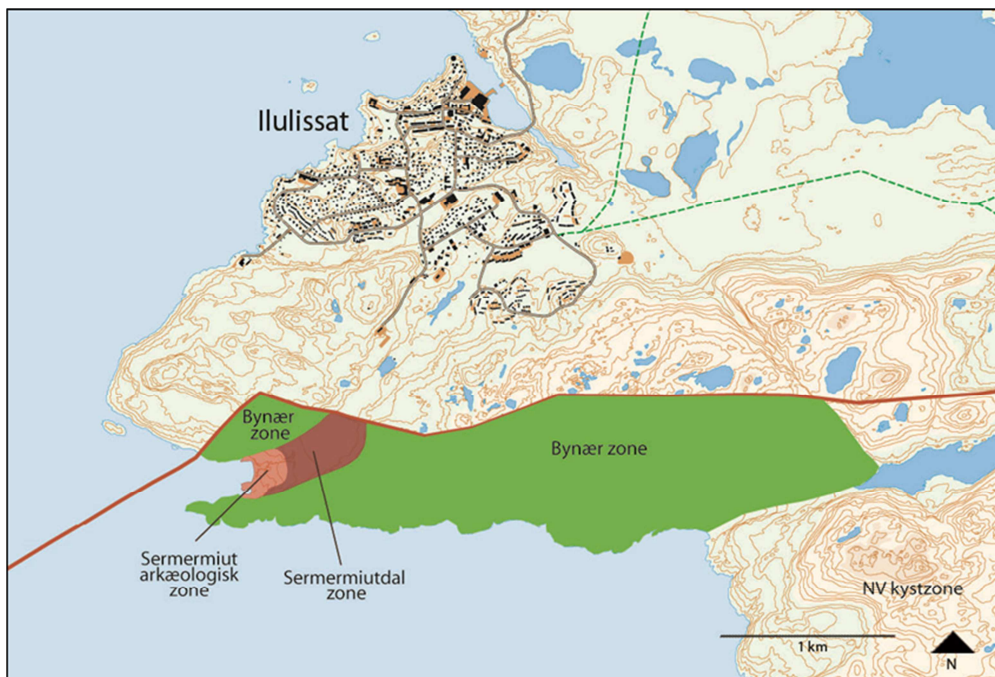 Ilulissat
Bynær
zone
Bynær zone
Sermermiut
arkæologisk
zone
Sermermiutdal
zone
NV kystzone
1 km
N